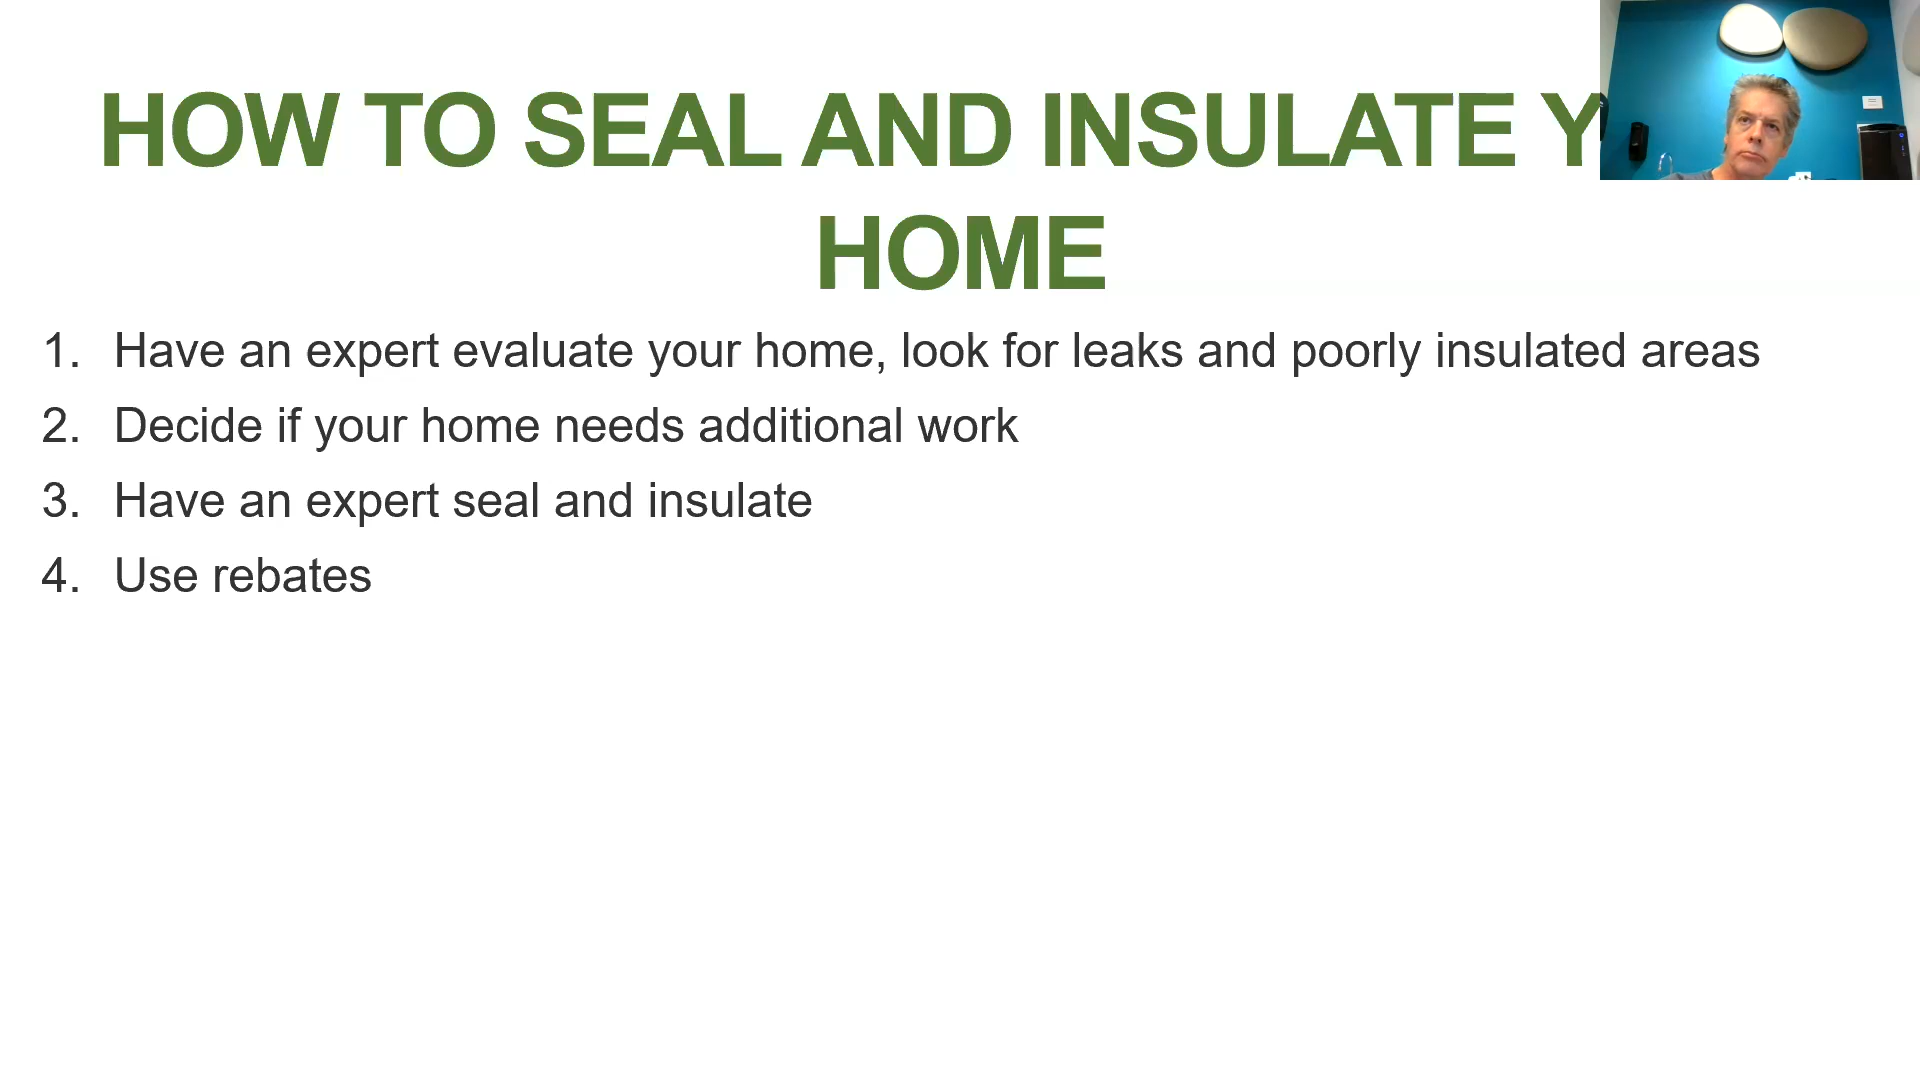 HOW TO SEAL AND INSULATE
HOME
1. Have an expert evaluate your home, look for leaks and poorly insulated areas
2. Decide if your home needs additional work
3. Have an expert seal and insulate
4. Use rebates